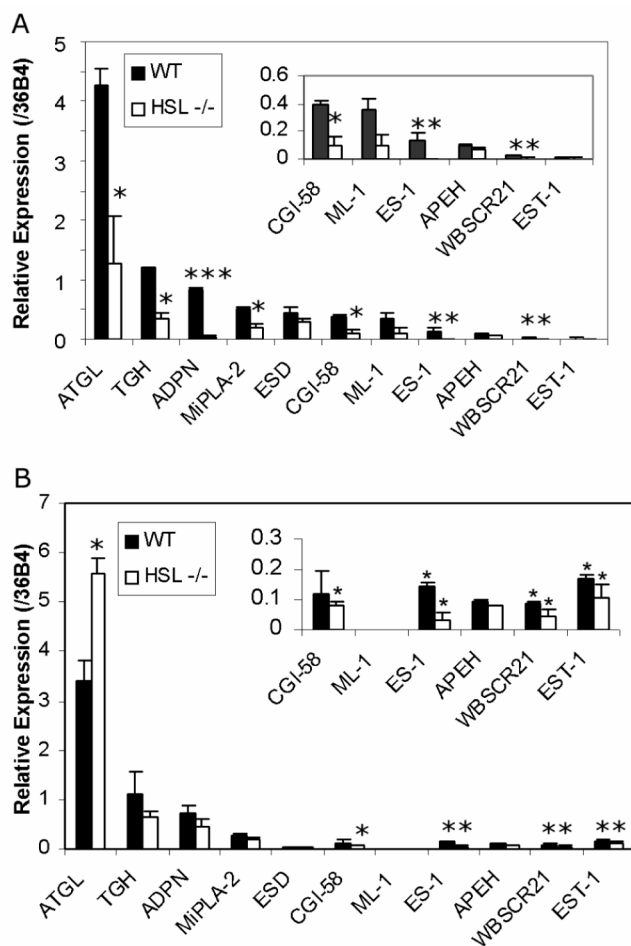 A
Relative Expression (/36B4)
5
4
3
2
1
0
WT
HSL -/-
*
*
***
*
*
**
**
ATGL
TGH
ADPN
MiPLA-2
ESD
CGI-58
ML-1
ES-1
APEH
WBSCR21
EST-1
0.6
0.4
0.2
0
*
**
**
CGI-58
ML-1
ES-1
APEH
WBSCR21
EST-1
B
Relative Expression (/36B4)
7
6
5
4
3
2
1
0
WT
HSL -/-
*
*
**
**
**
ATGL
TGH
ADPN
MiPLA-2
ESD
CGI-58
ML-1
ES-1
APEH
WBSCR21
EST-1
0.3
0.2
0.1
0
*
* *
* *
* *
CGI-58
ML-1
ES-1
APEH
WBSCR21
EST-1